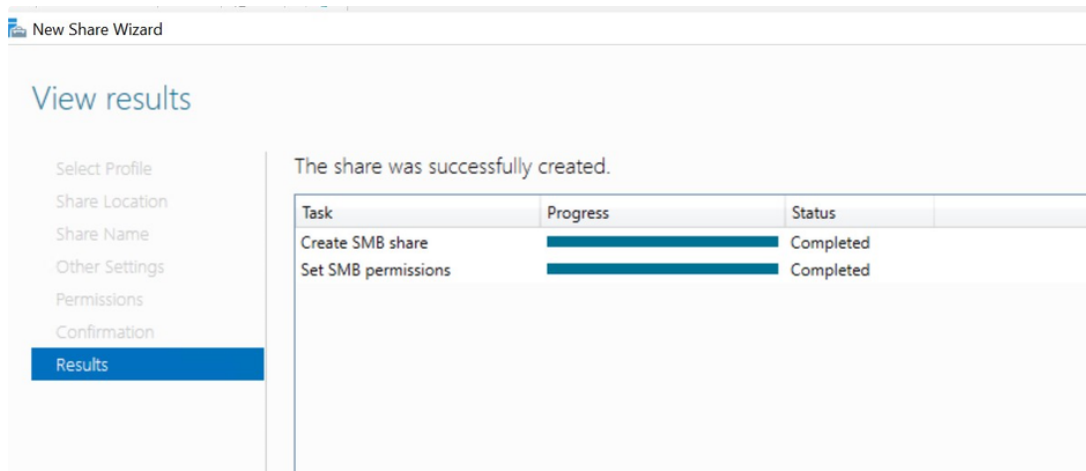 New Share Wizard
View results
Select Profile
Share Location
Share Name
Other Settings
Permissions
Confirmation
Results
The share was successfully created.
Task Progress Status
Create SMB share Completed
Set SMB permissions Completed